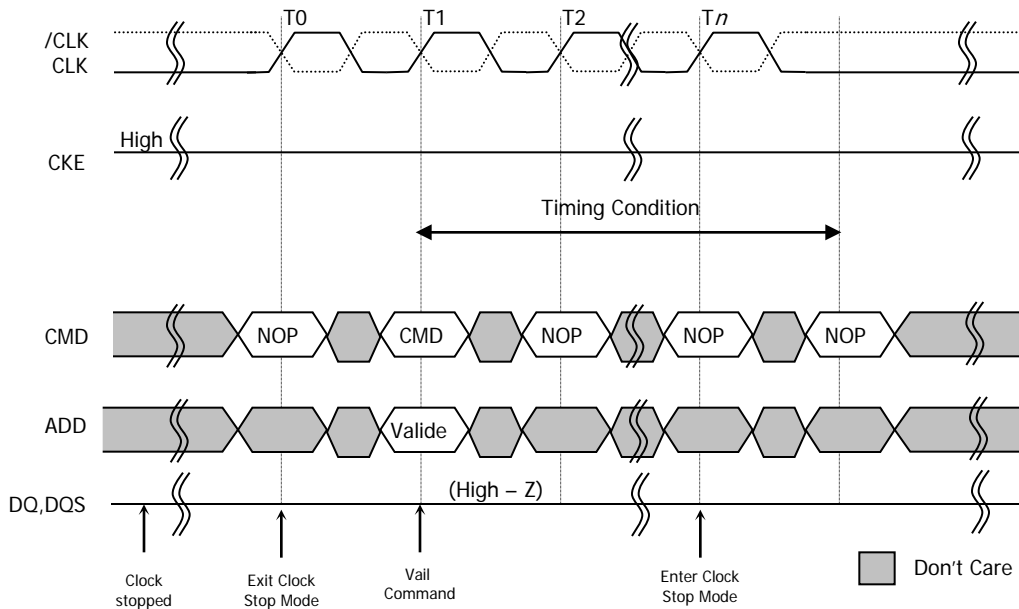 T0 T1 T2 Tn
/CLK
CLK
High
CKE
Timing Condition
CMD NOP CMD NOP NOP NOP
ADD Valide
(High – Z)
DQ,DQS
Clock
stopped
Exit Clock
Stop Mode
Vail
Command
Enter Clock
Stop Mode
Don't Care